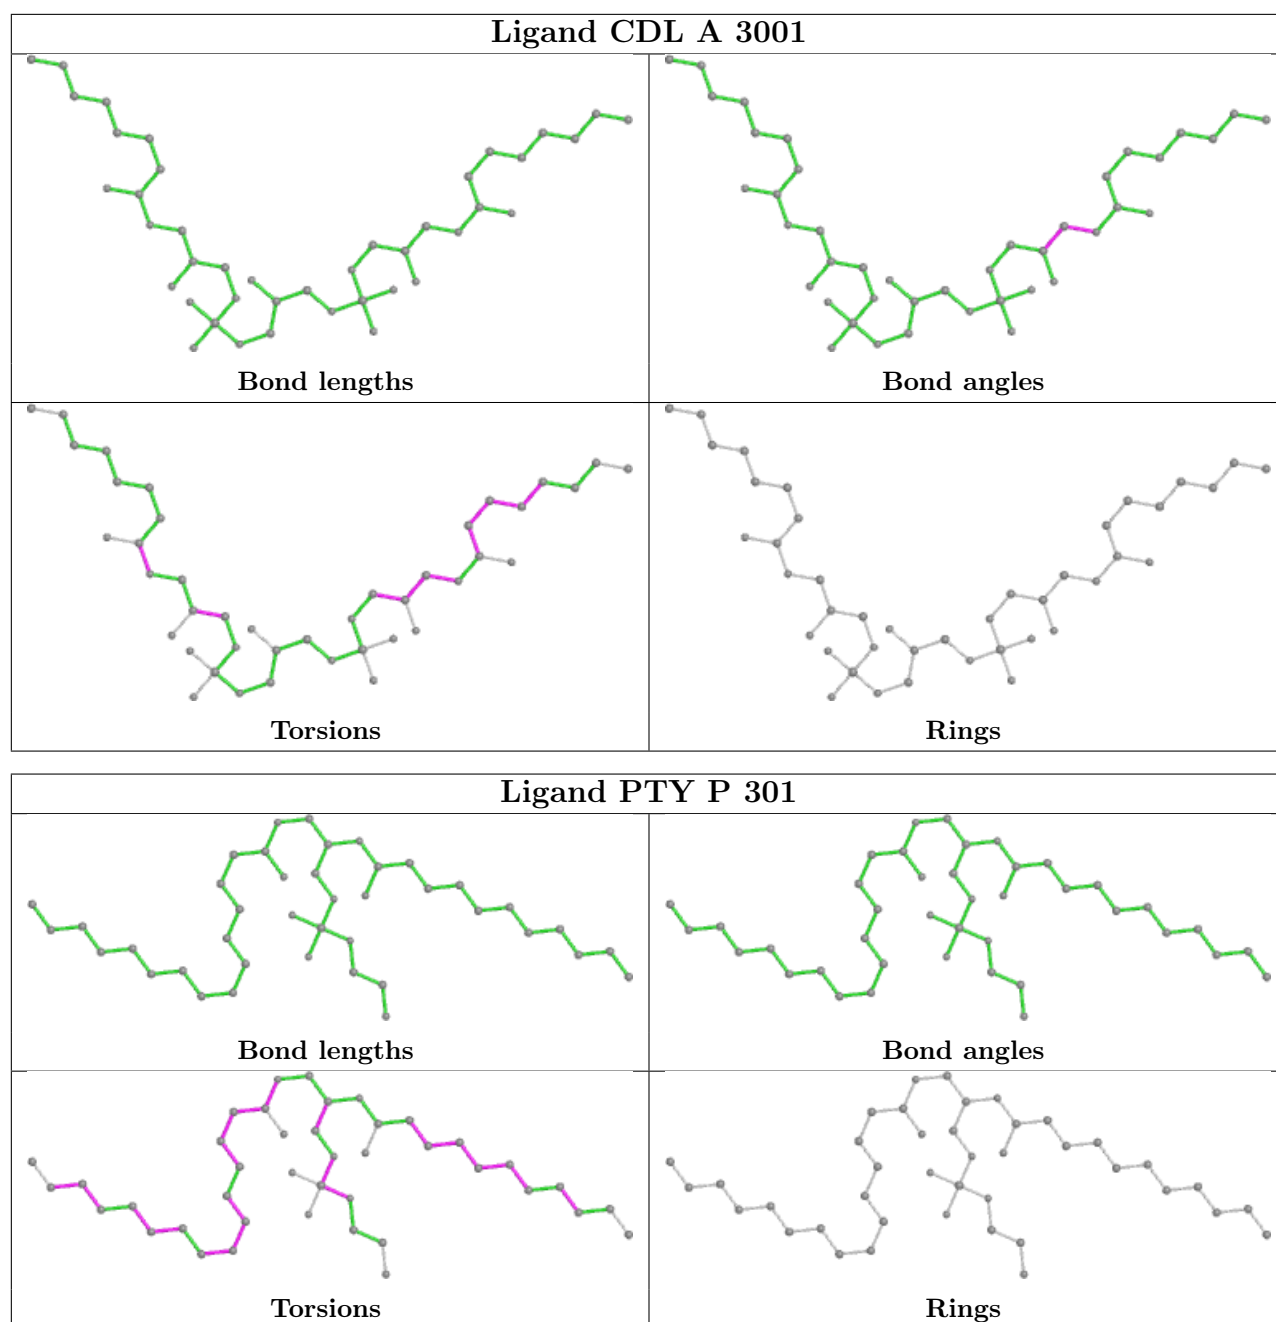 Ligand CDL A 3001
Bond lengths
Bond angles
Torsions
Rings
Ligand PTY P 301
Bond lengths
Bond angles
Torsions
Rings